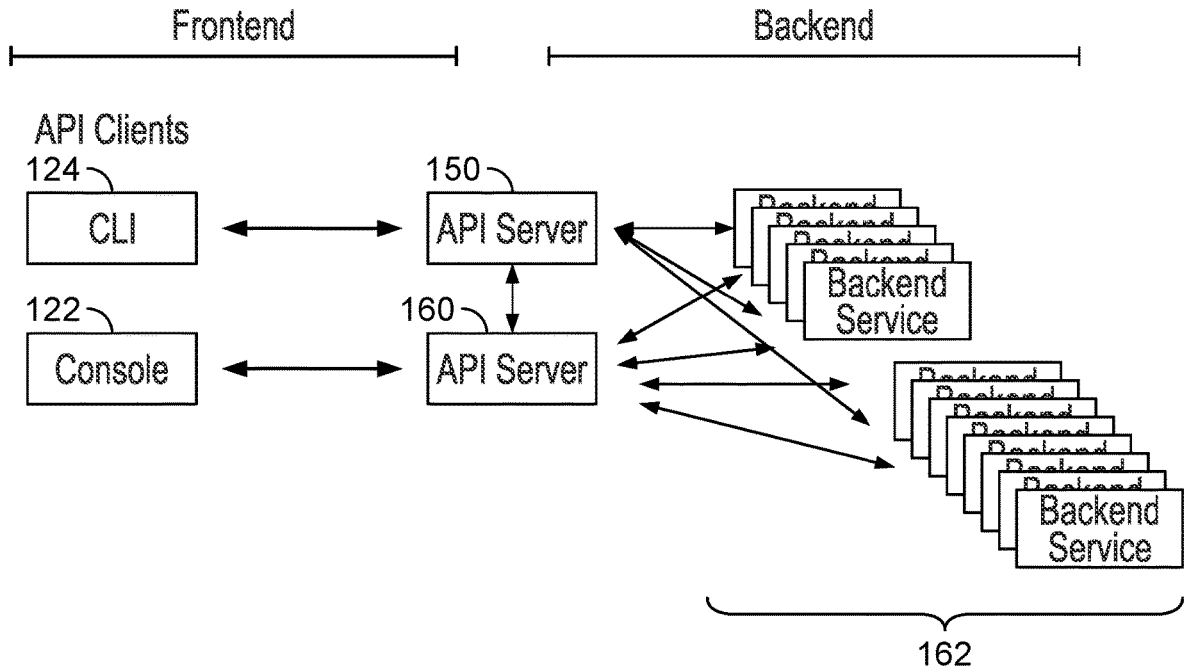 Frontend
Backend
API Clients
124
CLI
150
API Server
122
Console
160
API Server
Backend
Service
Backend
Service
162